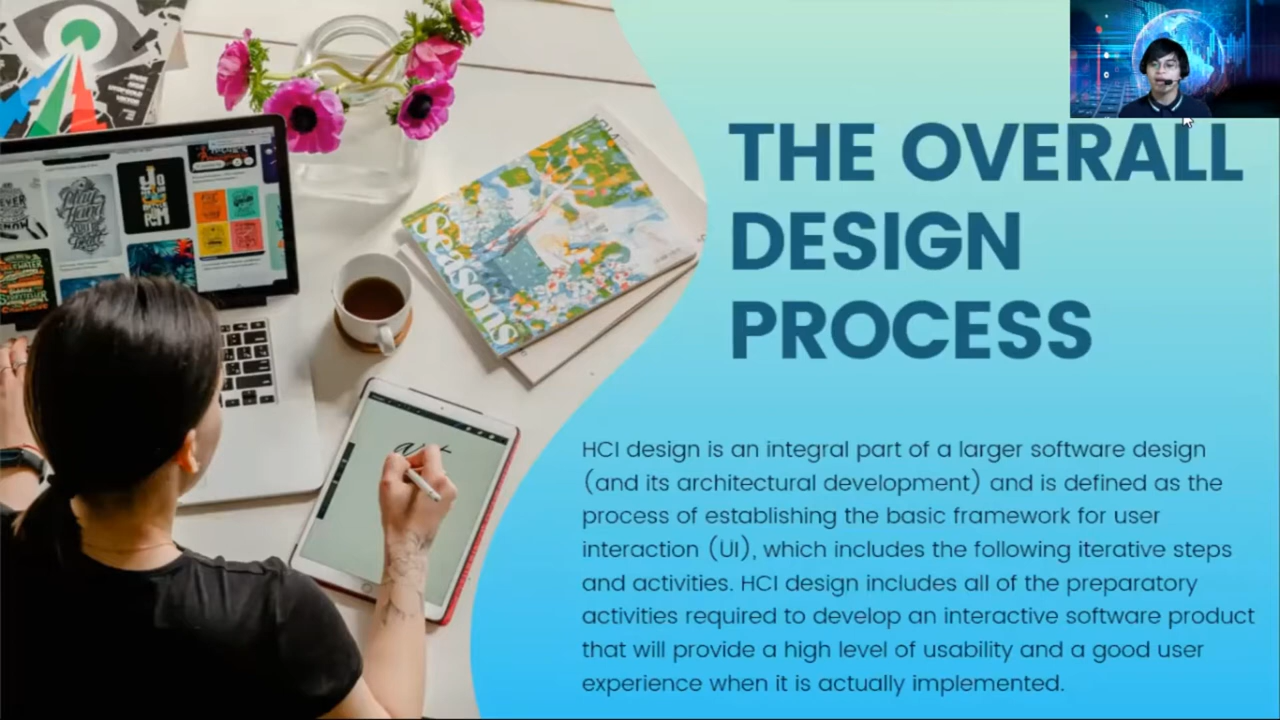 THE OVERALL
DESIGN
PROCESS
HCI design is an integral part of a larger software design
(and its architectural development) and is defined as the
process of establishing the basic framework for user
interaction (UI), which includes the following iterative steps
and activities. HCI design includes all of the preparatory
activities required to develop an interactive software product
that will provide a high level of usability and a good user
experience when it is actually implemented.
Seasons